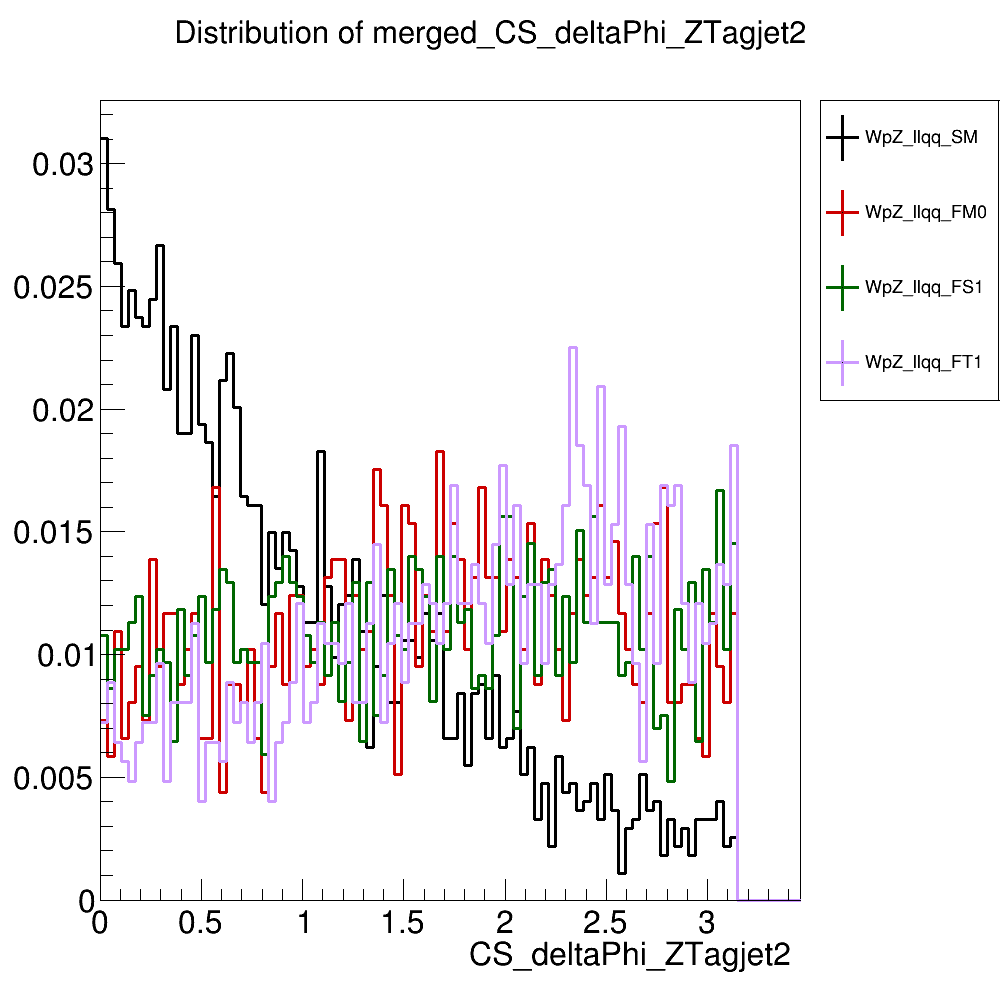 Distribution of merged_CS_deltaPhi_ZTagjet2
WpZ_llqq_SM
WpZ_llqq_FM0
WpZ_llqq_FS1
WpZ_llqq_FT1
0.03
0.025
0.02
0.015
0.01
0.005
0
0 0.5 1 1.5 2 2.5 3
CS_deltaPhi_ZTagjet2